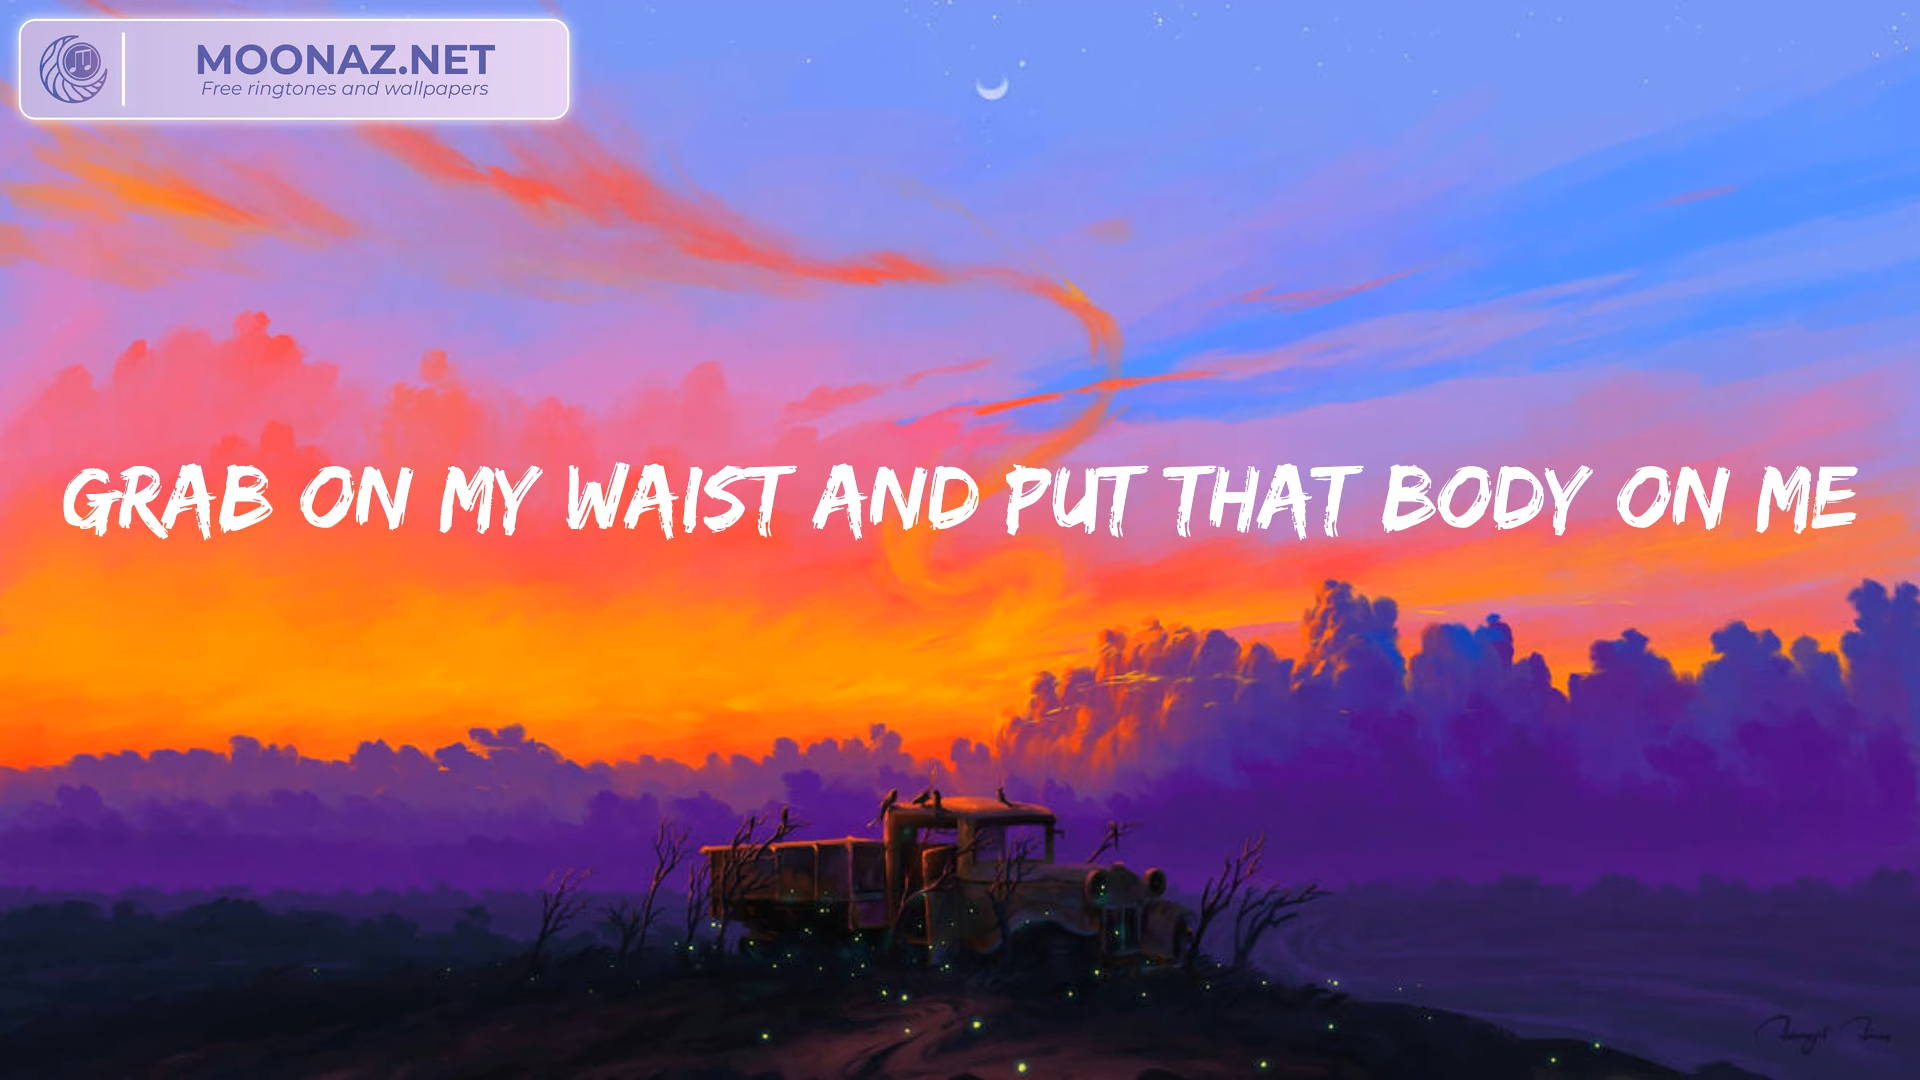 MOONAZ.NET
Free ringtones and wallpapers
GRAB ON MY WAIST AND PUT THAT BODY ON ME